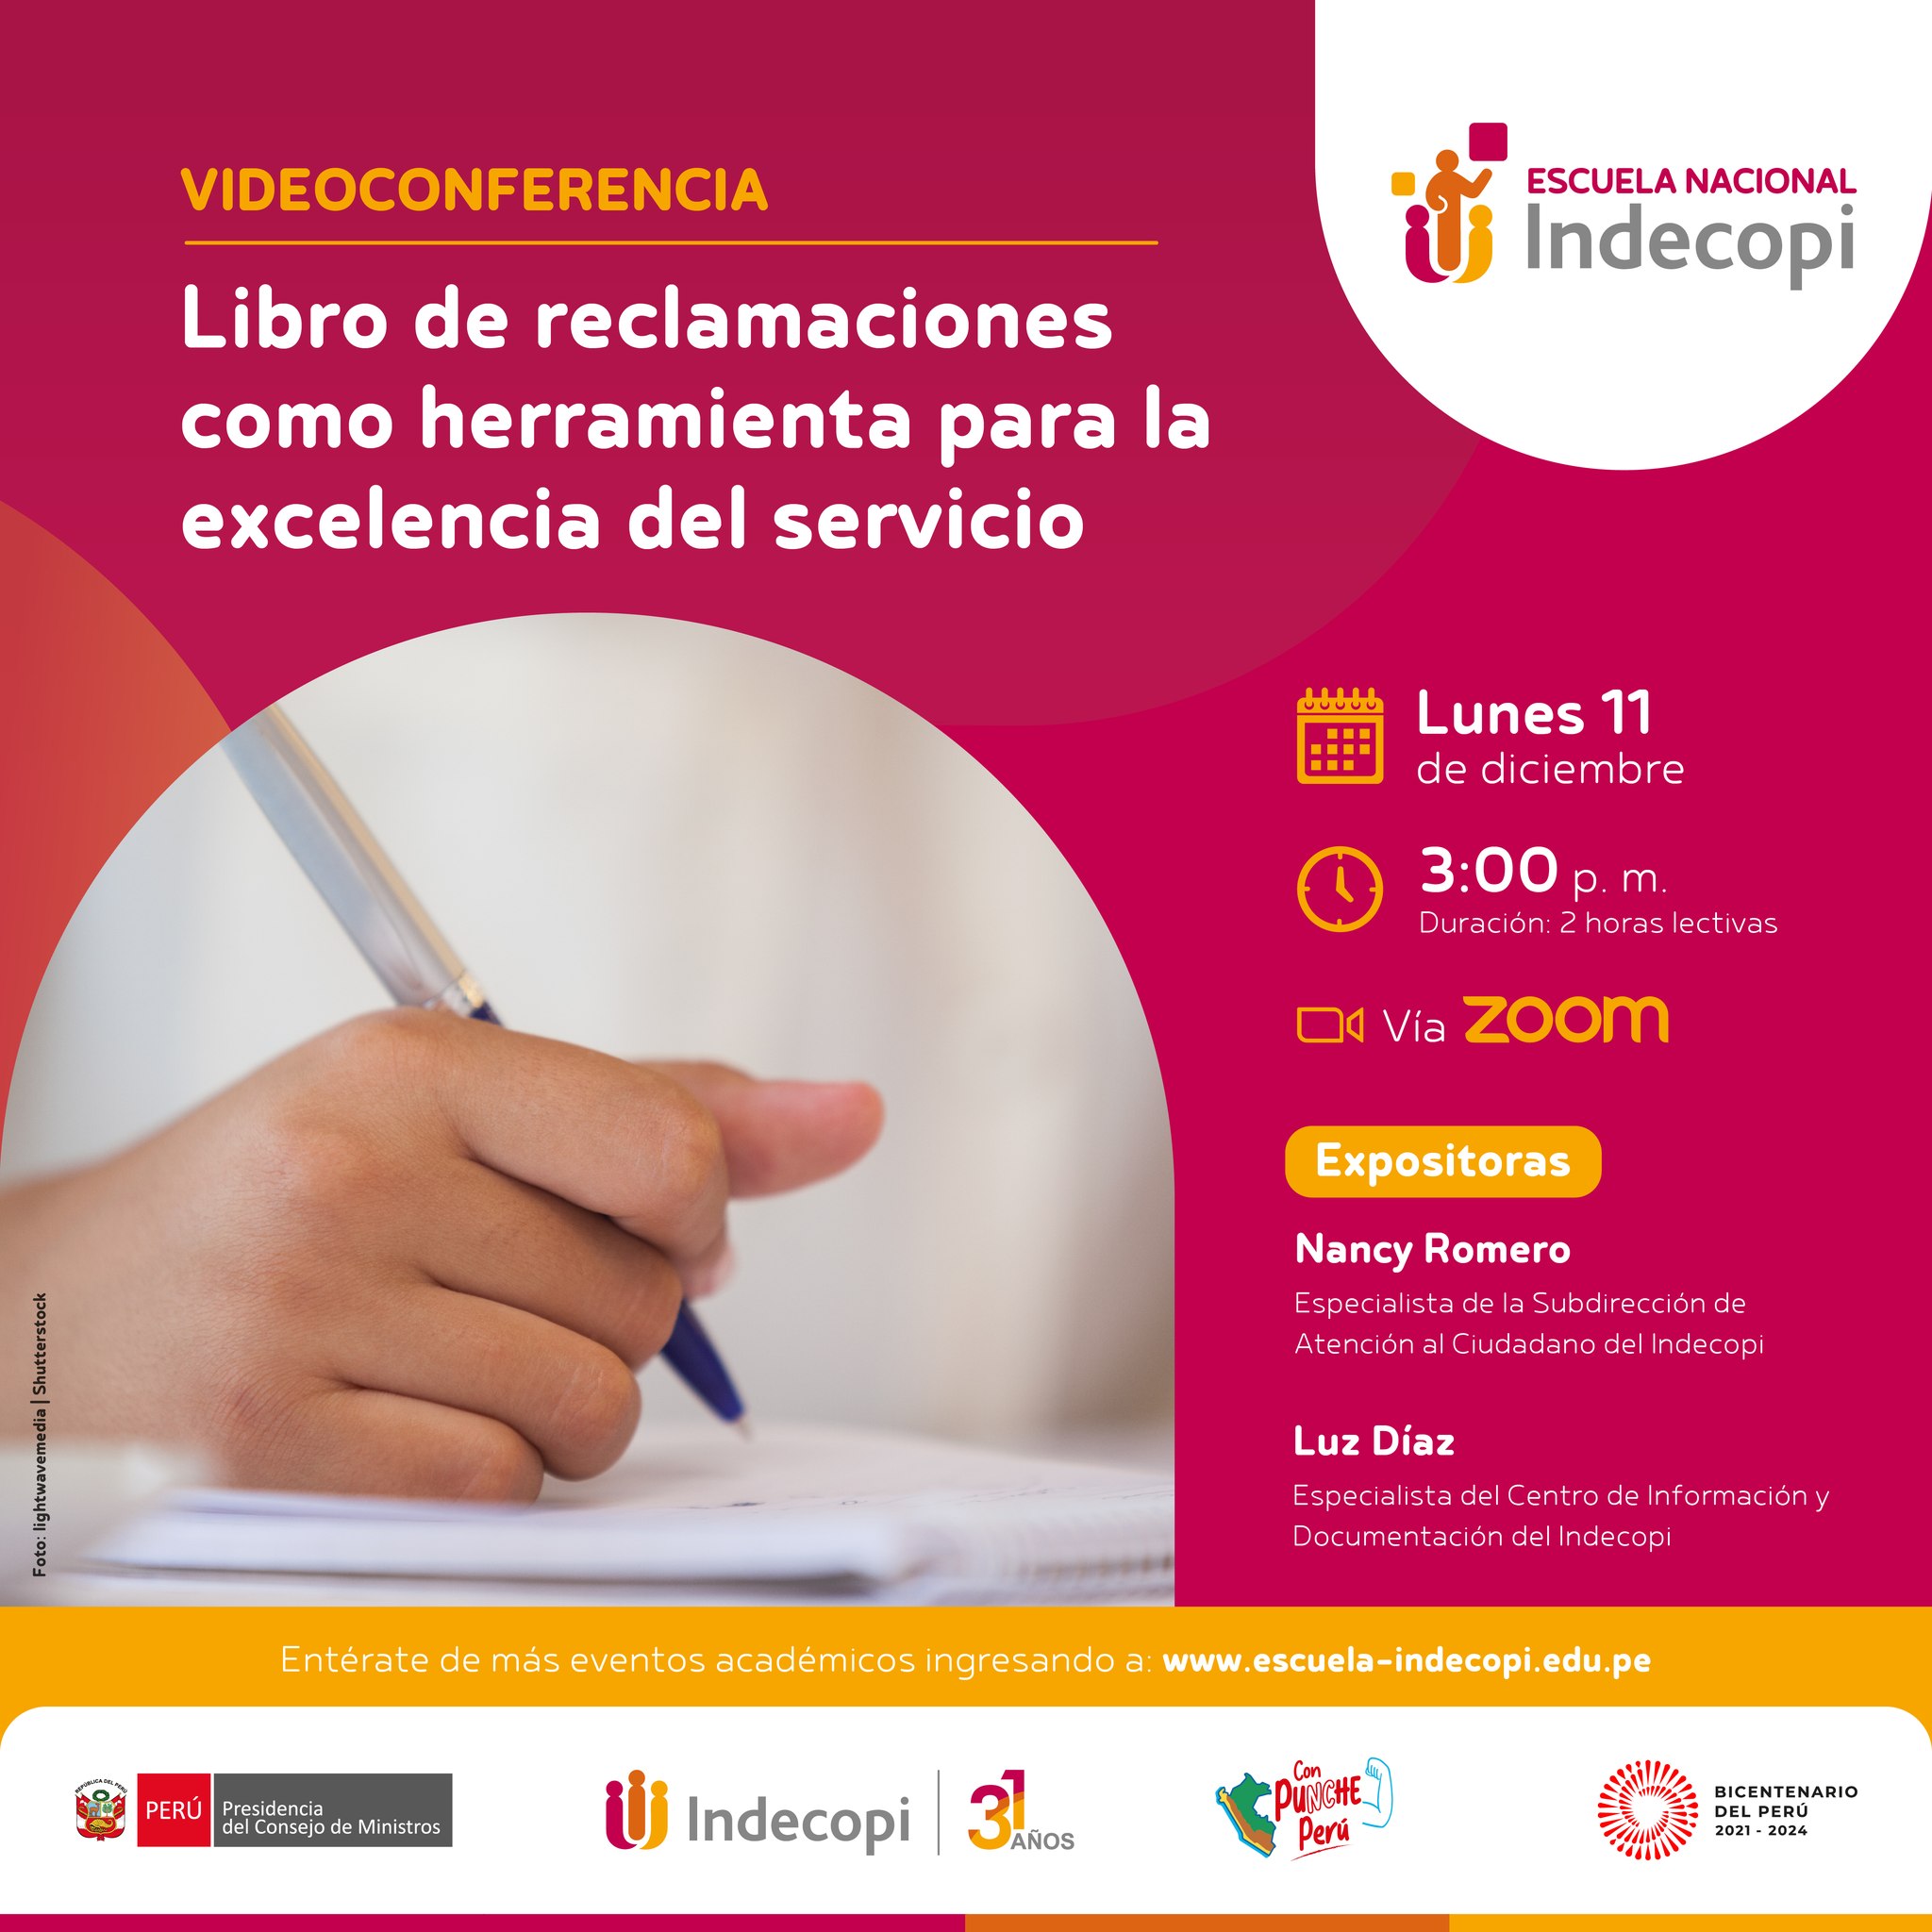 VIDEOCONFERENCIA
Libro de reclamaciones
como herramienta para la
excelencia del servicio
ESCUELA NACIONAL
Indecopi
Lunes 11
de diciembre
3:00 p. m.
Duración: 2 horas lectivas
Vía zoom
Expositoras
Nancy Romero
Especialista de la Subdirección de
Atención al Ciudadano del Indecopi
Luz Díaz
Especialista del Centro de Información y
Documentación del Indecopi
Foto: lightwavemedia | Shutterstock
Entérate de más eventos académicos ingresando a: www.escuela-indecopi.edu.pe
REPÚBLICA DEL PERÚ
PERÚ
Presidencia
del Consejo de Ministros
Indecopi
31
AÑOS
Con
PUNCHE
Perú
BICENTENARIO
DEL PERÚ
2021 - 2024